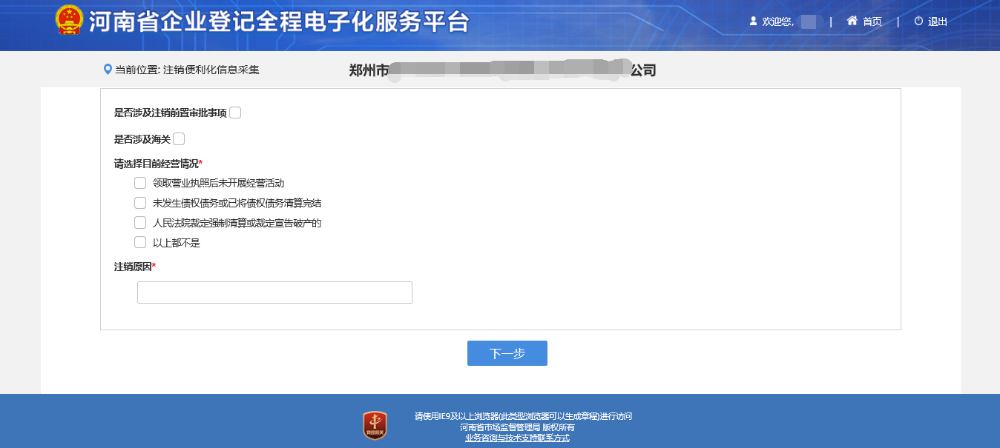 河南省企业登记全程电子化服务平台
欢迎您, | 首页 | 退出
当前位置: 注销便利化信息采集
郑州市 公司
是否涉及注销前置审批事项
是否涉及海关
请选择目前经营情况*
领取营业执照后未开展经营活动
未发生债权债务或已将债权债务清算完结
人民法院裁定强制清算或裁定宣告破产的
以上都不是
注销原因*
下一步
请使用IE9及以上浏览器(此类型浏览器可以生成章程)进行访问
河南省市场监督管理局 版权所有
业务咨询与技术支持联系方式
党政机关